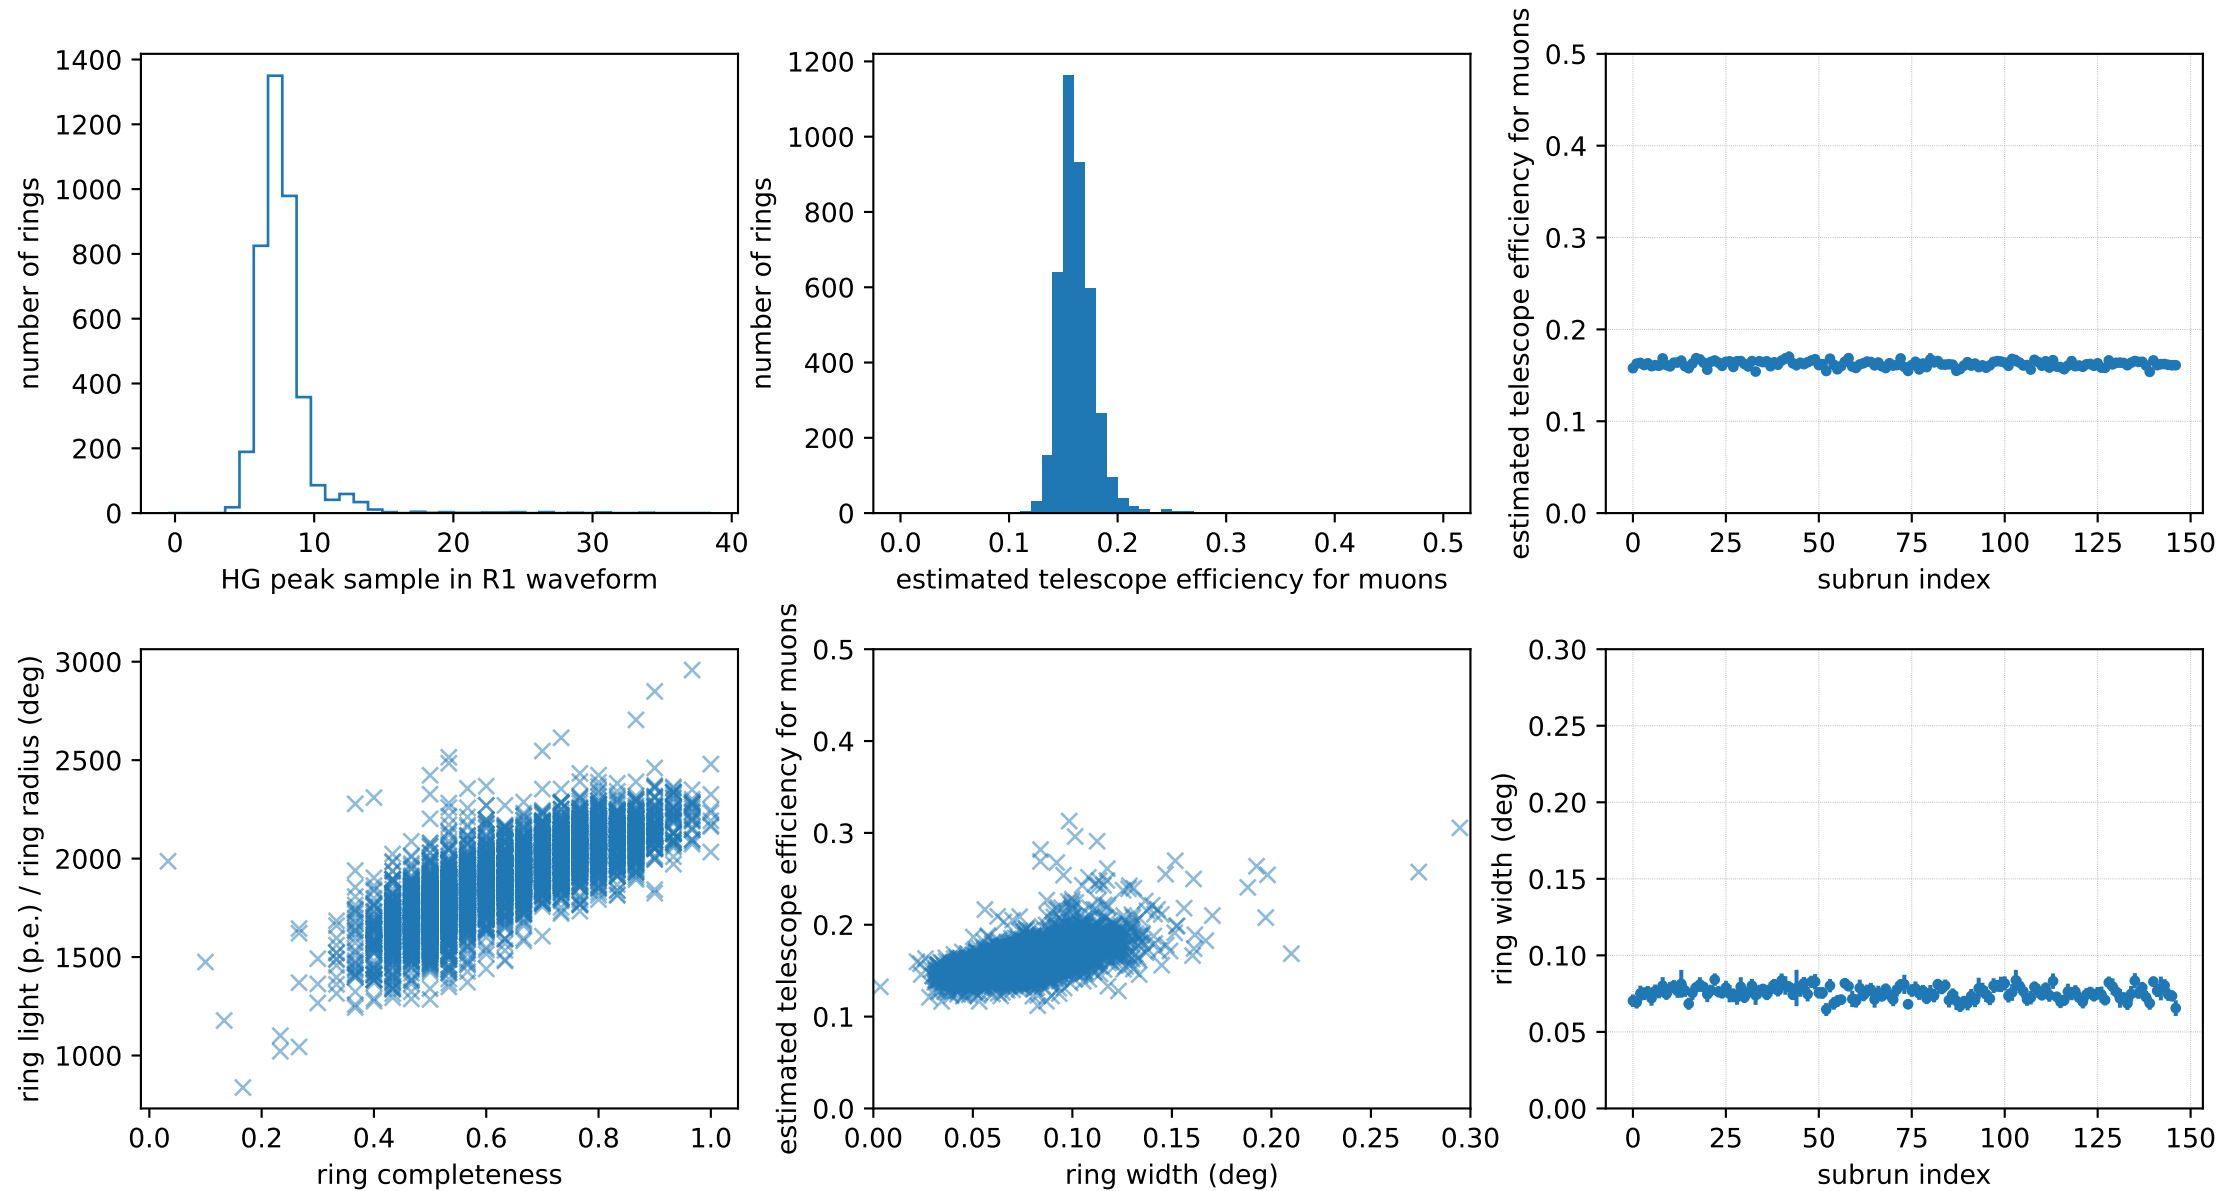 number of rings
1400
1200
1000
800
600
400
200
0
0 10 20 30 40
HG peak sample in R1 waveform
number of rings
1200
1000
800
600
400
200
0
0.0 0.1 0.2 0.3 0.4 0.5
estimated telescope efficiency for muons
estimated telescope efficiency for muons
0.5
0.4
0.3
0.2
0.1
0.0
0 25 50 75 100 125 150
subrun index
ring light (p.e.) / ring radius (deg)
3000
2500
2000
1500
1000
0.0 0.2 0.4 0.6 0.8 1.0
ring completeness
estimated telescope efficiency for muons
0.5
0.4
0.3
0.2
0.1
0.0
0.00 0.05 0.10 0.15 0.20 0.25 0.30
ring width (deg)
ring width (deg)
0.30
0.25
0.20
0.15
0.10
0.05
0.00
0 25 50 75 100 125 150
subrun index